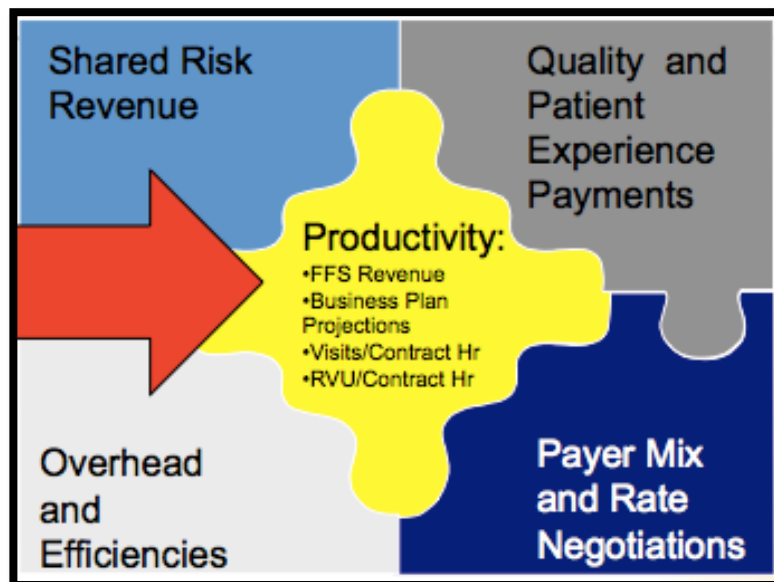 Shared Risk
Revenue
Quality and
Patient
Experience
Payments
Productivity:
•FFS Revenue
•Business Plan
Projections
•Visits/Contract Hr
•RVU/Contract Hr
Overhead
and
Efficiencies
Payer Mix
and Rate
Negotiations